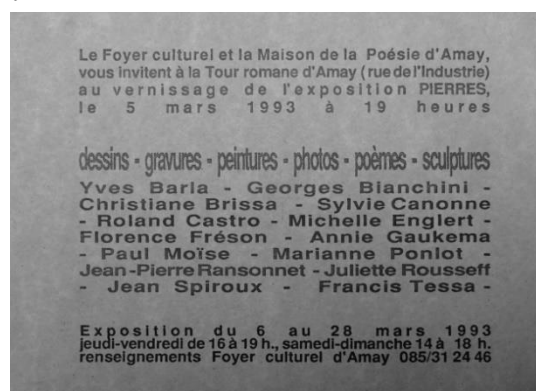 Le Foyer culturel et la Maison de la Poésie d'Amay,
vous invitent à la Tour romane d'Amay (rue de l'Industrie)
au vernissage de l'exposition PIERRES,
le 5 mars 1993 à 19 heures
dessins - gravures - peintures - photos - poèmes - sculptures
Yves Barla - Georges Bianchini -
Christiane Brissa - Sylvie Canonne
- Roland Castro - Michelle Englert -
Florence Fréson - Annie Gaukema
- Paul Moïse - Marianne Ponlot -
Jean-Pierre Ransonnet - Juliette Rousseff
- Jean Spiroux - Francis Tessa -
Exposition du 6 au 28 mars 1993
jeudi-vendredi de 16 à 19 h., samedi-dimanche 14 à 18 h.
renseignements Foyer culturel d'Amay 085/31 24 46